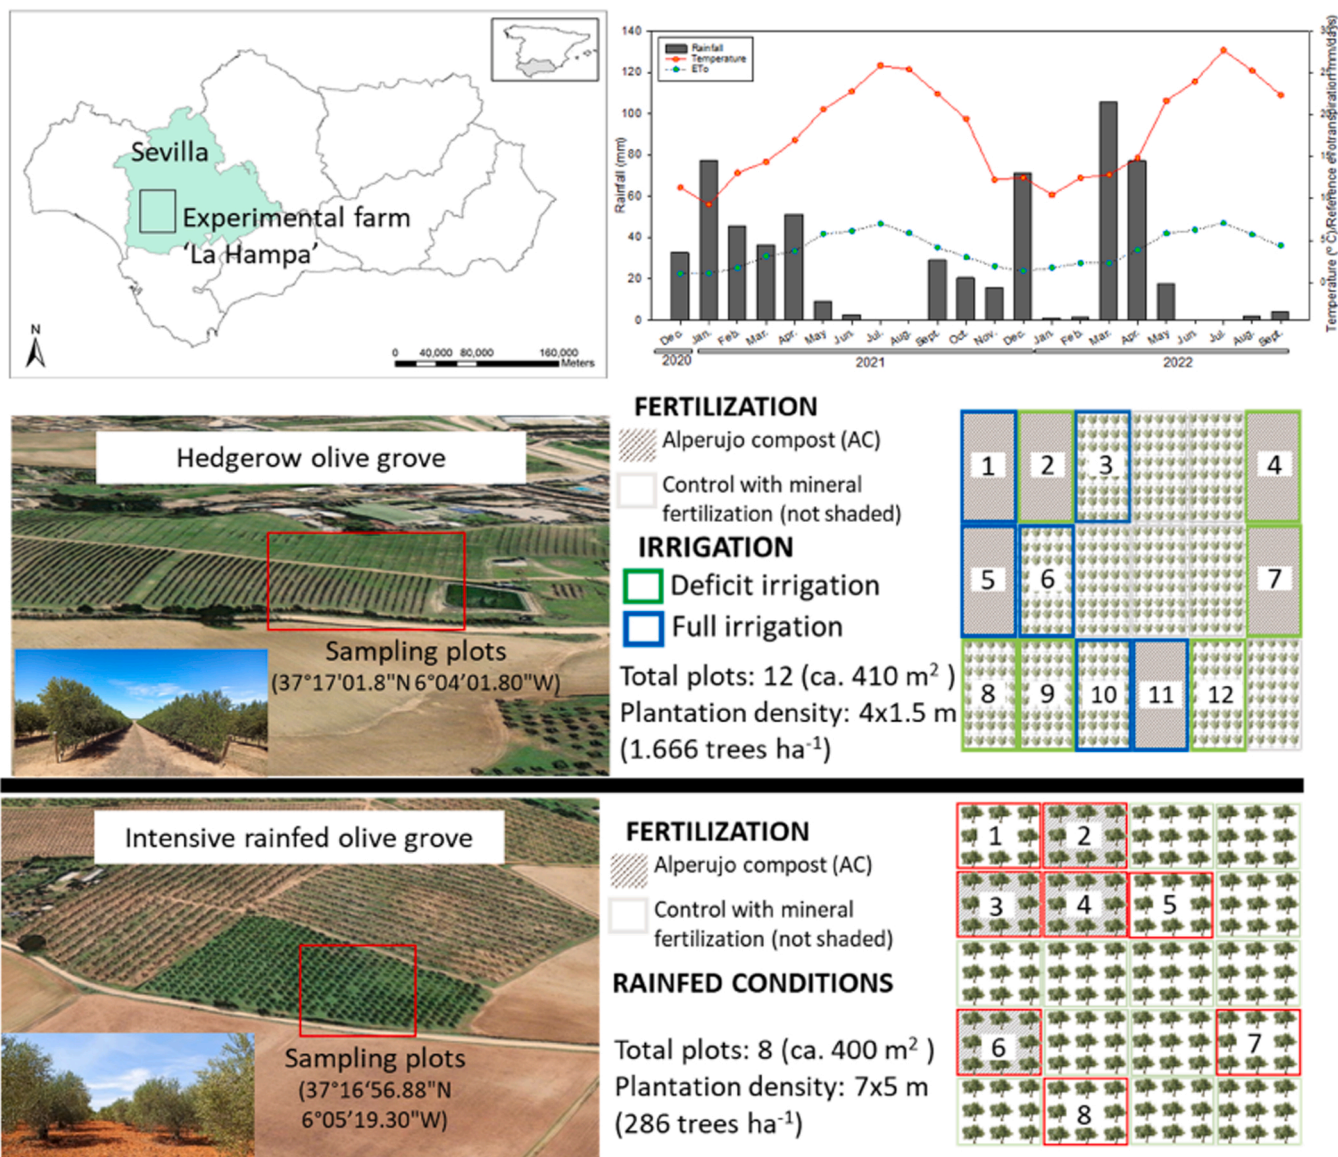 Sevilla
Experimental farm
‘La Hampa’
N
0 40,000 80,000 160,000
Meters
Rainfall
Temperature
ETo
Rainfall (mm)
140
120
100
80
60
40
20
0
Temperature (º C)/Reference evotranspiration mm/days)
Dec. Jan. Feb. Mar. Apr. May Jun. Jul. Aug. Sept. Oct. Nov. Dec. Jan. Feb. Mar. Apr. May Jun. Jul. Aug. Sept.
2020 2021 2022
Hedgerow olive grove
Sampling plots
(37°17'01.8"N 6°04’01.80"W)
FERTILIZATION
Alperujo compost (AC)
Control with mineral
fertilization (not shaded)
IRRIGATION
Deficit irrigation
Full irrigation
Total plots: 12 (ca. 410 m² )
Plantation density: 4x1.5 m
(1.666 trees ha⁻¹)
1 2 3 4
5 6 7
8 9 10 11 12
Intensive rainfed olive grove
Sampling plots
(37°16‘56.88"N
6°05’19.30"W)
FERTILIZATION
Alperujo compost (AC)
Control with mineral
fertilization (not shaded)
RAINFED CONDITIONS
Total plots: 8 (ca. 400 m² )
Plantation density: 7x5 m
(286 trees ha⁻¹)
1 2
3 4 5
6 7
8